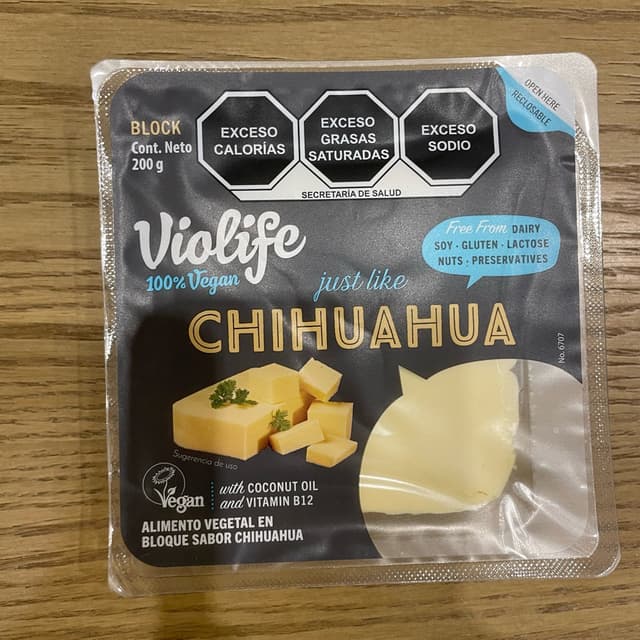 OPEN HERE
RECLOSABLE
BLOCK
Cont. Neto
200 g
EXCESO
CALORÍAS
EXCESO
GRASAS
SATURADAS
EXCESO
SODIO
SECRETARÍA DE SALUD
Violife
100% Vegan
Free From DAIRY
SOY · GLUTEN · LACTOSE
NUTS · PRESERVATIVES
just like
CHIHUAHUA
No. 6707
Sugerencia de uso
Vegan
with COCONUT OIL
and VITAMIN B12
ALIMENTO VEGETAL EN
BLOQUE SABOR CHIHUAHUA